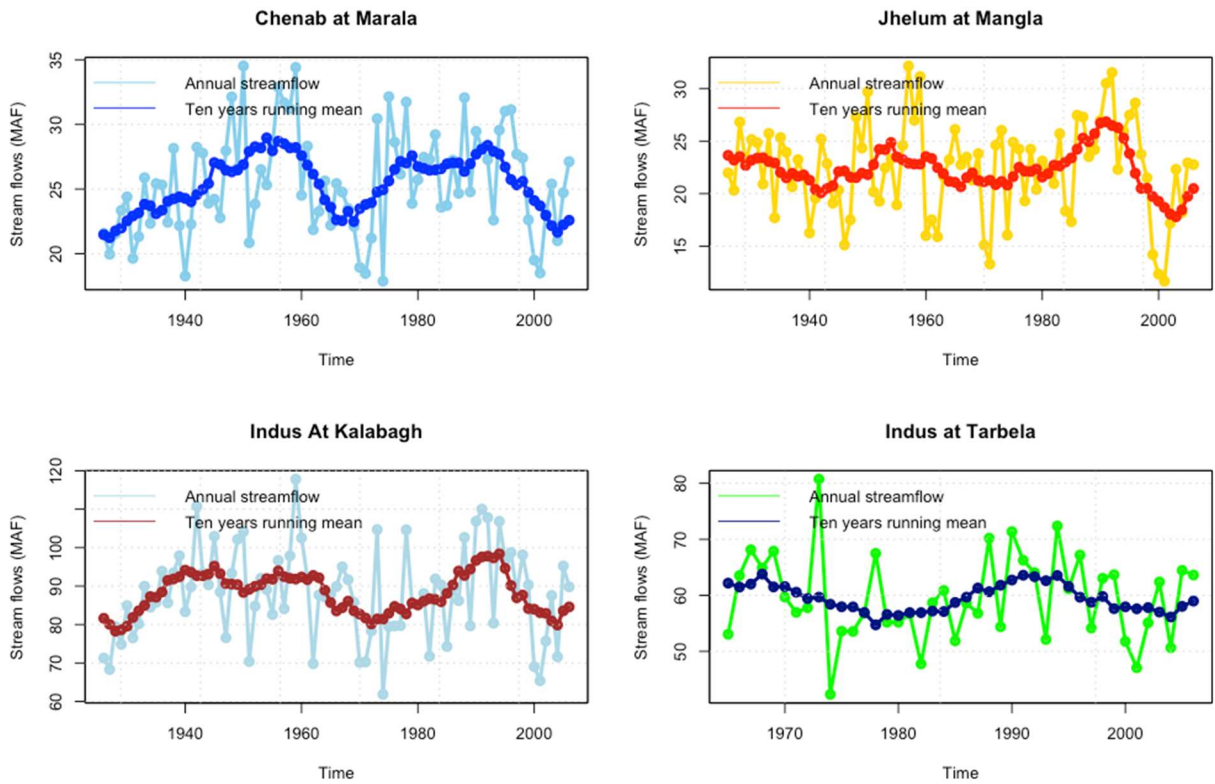 Chenab at Marala
Stream flows (MAF)
35
30
25
20
Annual streamflow
Ten years running mean
1940
1960
1980
2000
Time
Jhelum at Mangla
Stream flows (MAF)
30
25
20
15
Annual streamflow
Ten years running mean
1940
1960
1980
2000
Time
Indus At Kalabagh
Stream flows (MAF)
120
100
90
80
70
60
Annual streamflow
Ten years running mean
1940
1960
1980
2000
Time
Indus at Tarbela
Stream flows (MAF)
80
70
60
50
Annual streamflow
Ten years running mean
1970
1980
1990
2000
Time